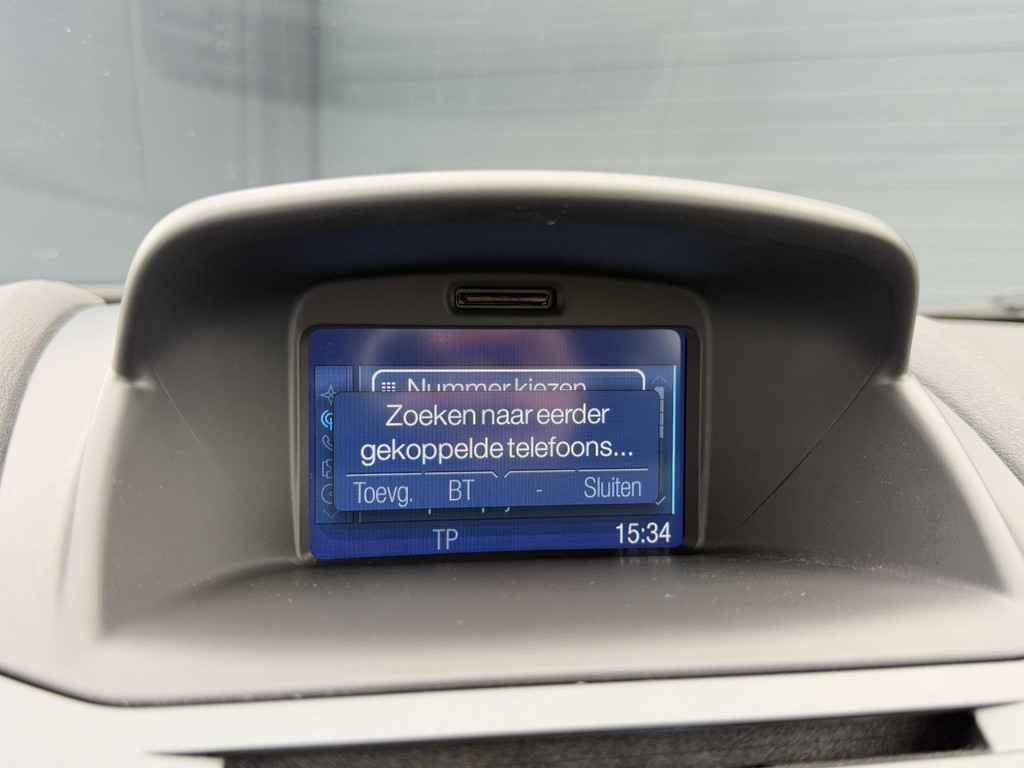 Nummer kiezen
Zoeken naar eerder
gekoppelde telefoons...
Toevg. BT - Sluiten
TP 15:34